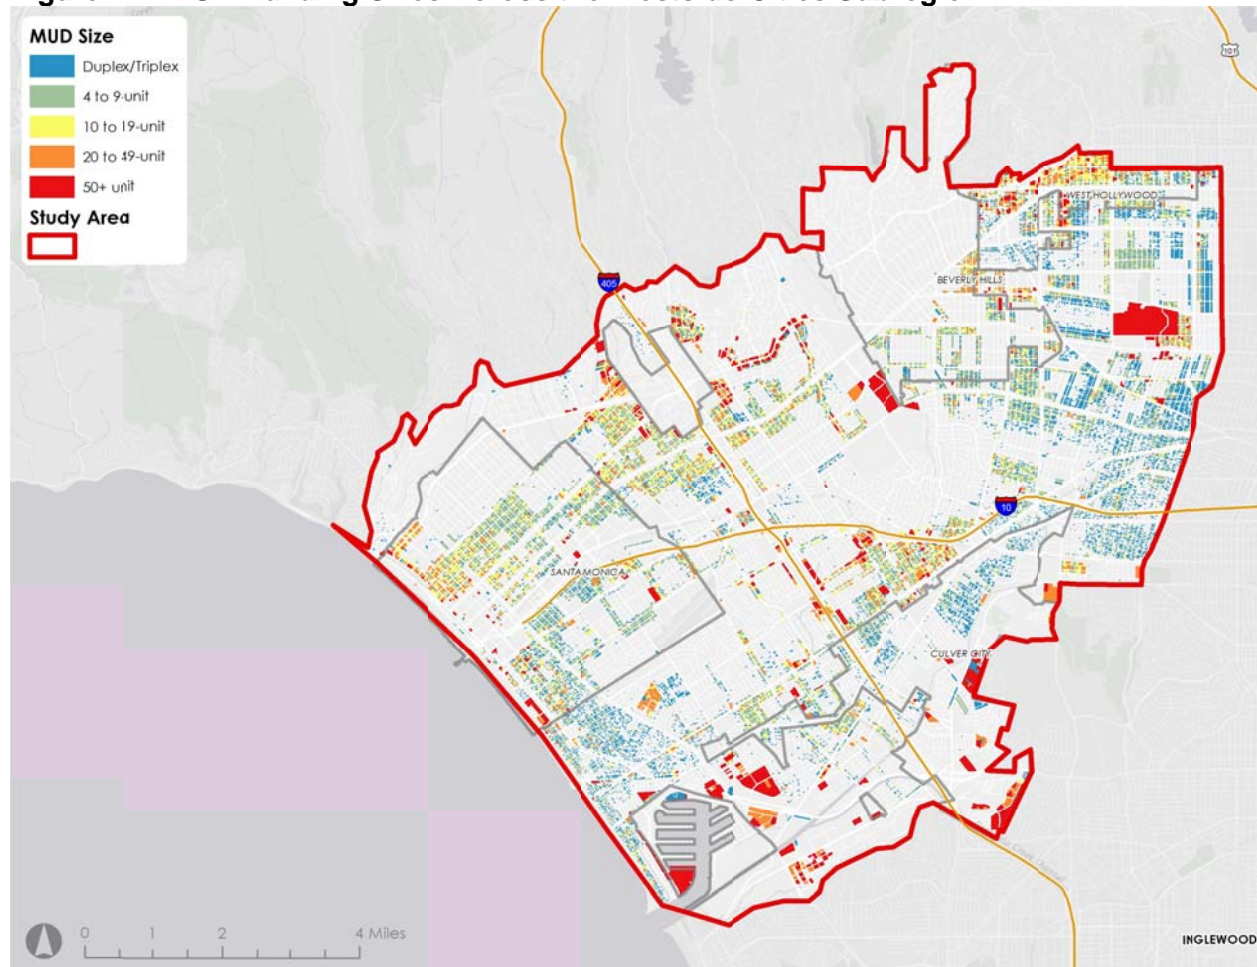 MUD Size
Duplex/Triplex
4 to 9-unit
10 to 19-unit
20 to 49-unit
50+ unit
Study Area
101
WEST HOLLYWOOD
405
BEVERLY HILLS
10
SANTA MONICA
CULVER CITY
0 1 2 4 Miles
INGLEWOOD